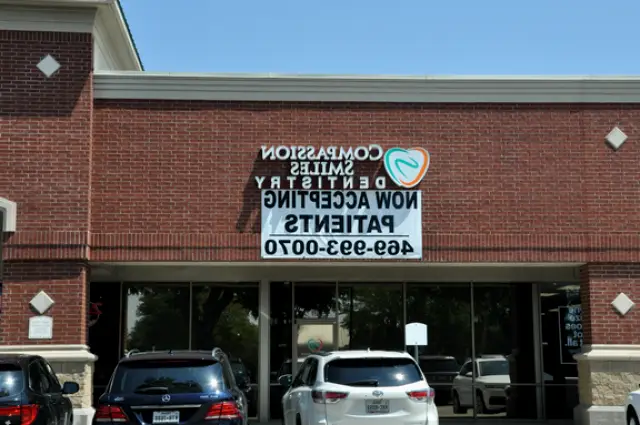 COMPASSION
SMILES
DENTISTRY
NOW ACCEPTING
PATIENTS
469-993-0070